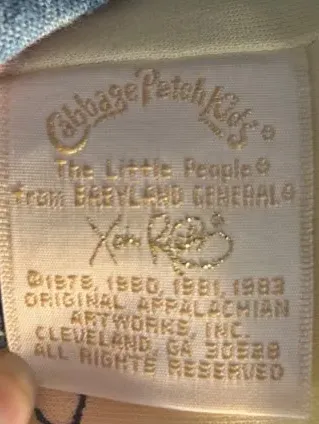 Cabbage Patch Kids®
The Little People®
from BABYLAND GENERAL®
Xavier Roberts
©1978, 1980, 1981, 1983
ORIGINAL APPALACHIAN
ARTWORKS, INC.
CLEVELAND, GA 30528
ALL RIGHTS RESERVED